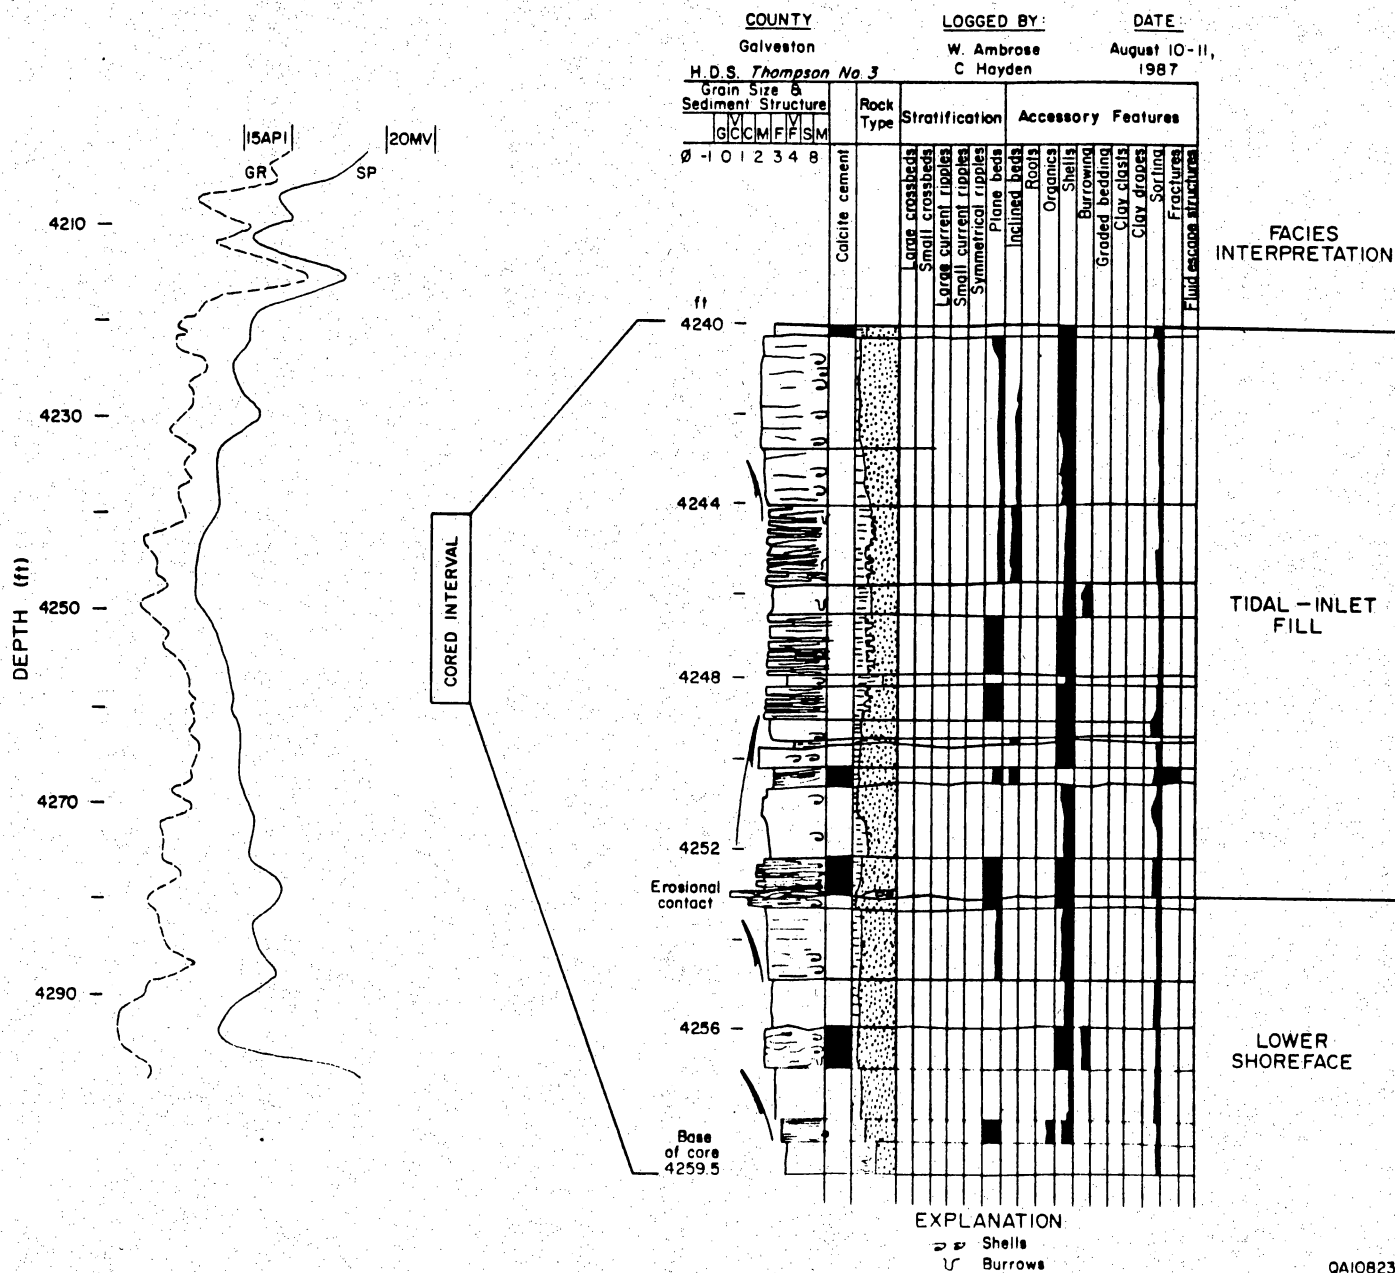 COUNTY
LOGGED BY:
DATE:
Galveston
W. Ambrose
August 10-11,
C Hayden
1987
H.D.S. Thompson No. 3
Grain Size &
Sediment Structure
Rock
Type
Stratification
Accessory Features
V V
G C C M F F S M
Ø -1 0 1 2 3 4 8
Calcite cement
Large crossbeds
Small crossbeds
Large current ripples
Small current ripples
Symmetrical ripples
Plane beds
Inclined beds
Roots
Organics
Shells
Burrowing
Graded bedding
Clay clasts
Clay drapes
Sorting
Fractures
Fluid escape structures
FACIES
INTERPRETATION
15API
20MV
GR
SP
DEPTH (ft)
4210
4230
4250
4270
4290
CORED INTERVAL
ft
4240
4244
4248
4252
Erosional
contact
4256
Base
of core
4259.5
TIDAL-INLET
FILL
LOWER
SHOREFACE
EXPLANATION
Shells
Burrows
QA10823